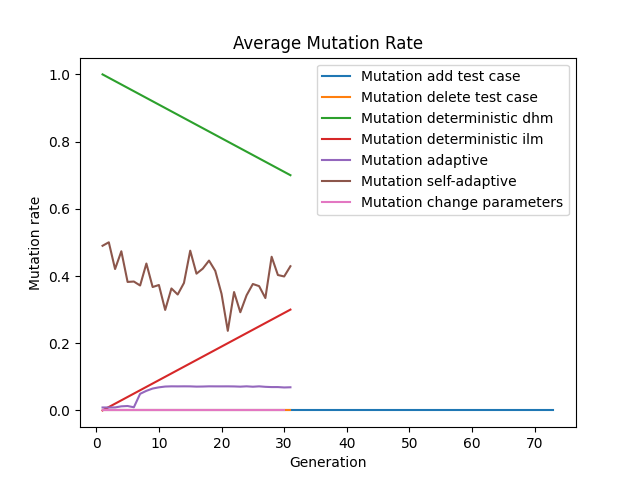 Average Mutation Rate
Mutation rate
1.0
0.8
0.6
0.4
0.2
0.0
Mutation add test case
Mutation delete test case
Mutation deterministic dhm
Mutation deterministic ilm
Mutation adaptive
Mutation self-adaptive
Mutation change parameters
0 10 20 30 40 50 60 70
Generation